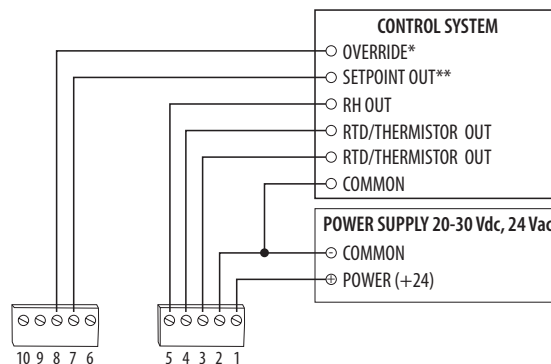 CONTROL SYSTEM
OVERRIDE*
SETPOINT OUT**
RH OUT
RTD/THERMISTOR OUT
RTD/THERMISTOR OUT
COMMON
POWER SUPPLY 20-30 Vdc, 24 Vac
COMMON
POWER (+24)
10 9 8 7 6
5 4 3 2 1